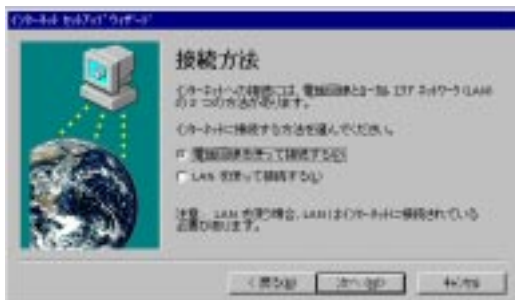 インターネット セットアップ ウィザード
接続方法
インターネットへの接続には、電話回線とローカル エリア ネットワーク (LAN)
の 2 つの方法があります。
インターネットに接続する方法を選んでください。
電話回線を使って接続する(P)
LAN を使って接続する(L)
注意: LAN を使う場合、LAN はインターネットに接続されている
必要があります。
< 戻る(B)
次へ(N)>
キャンセル